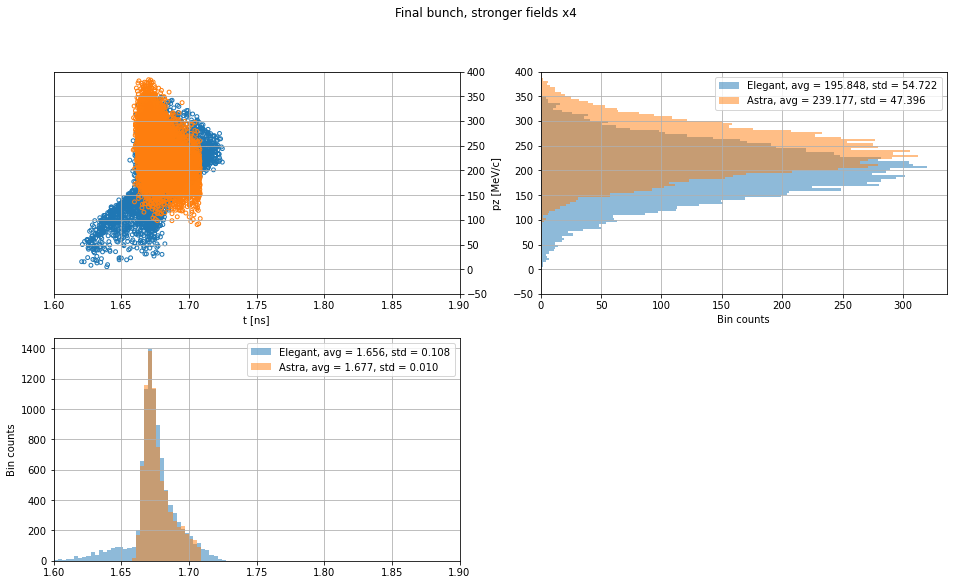 Final bunch, stronger fields x4
400
350
300
250
200
150
100
50
0
−50
1.60 1.65 1.70 1.75 1.80 1.85 1.90
t [ns]
pz [MeV/c]
400
350
300
250
200
150
100
50
0
−50
Elegant, avg = 195.848, std = 54.722
Astra, avg = 239.177, std = 47.396
0 50 100 150 200 250 300
Bin counts
Bin counts
1400
1200
1000
800
600
400
200
0
Elegant, avg = 1.656, std = 0.108
Astra, avg = 1.677, std = 0.010
1.60 1.65 1.70 1.75 1.80 1.85 1.90